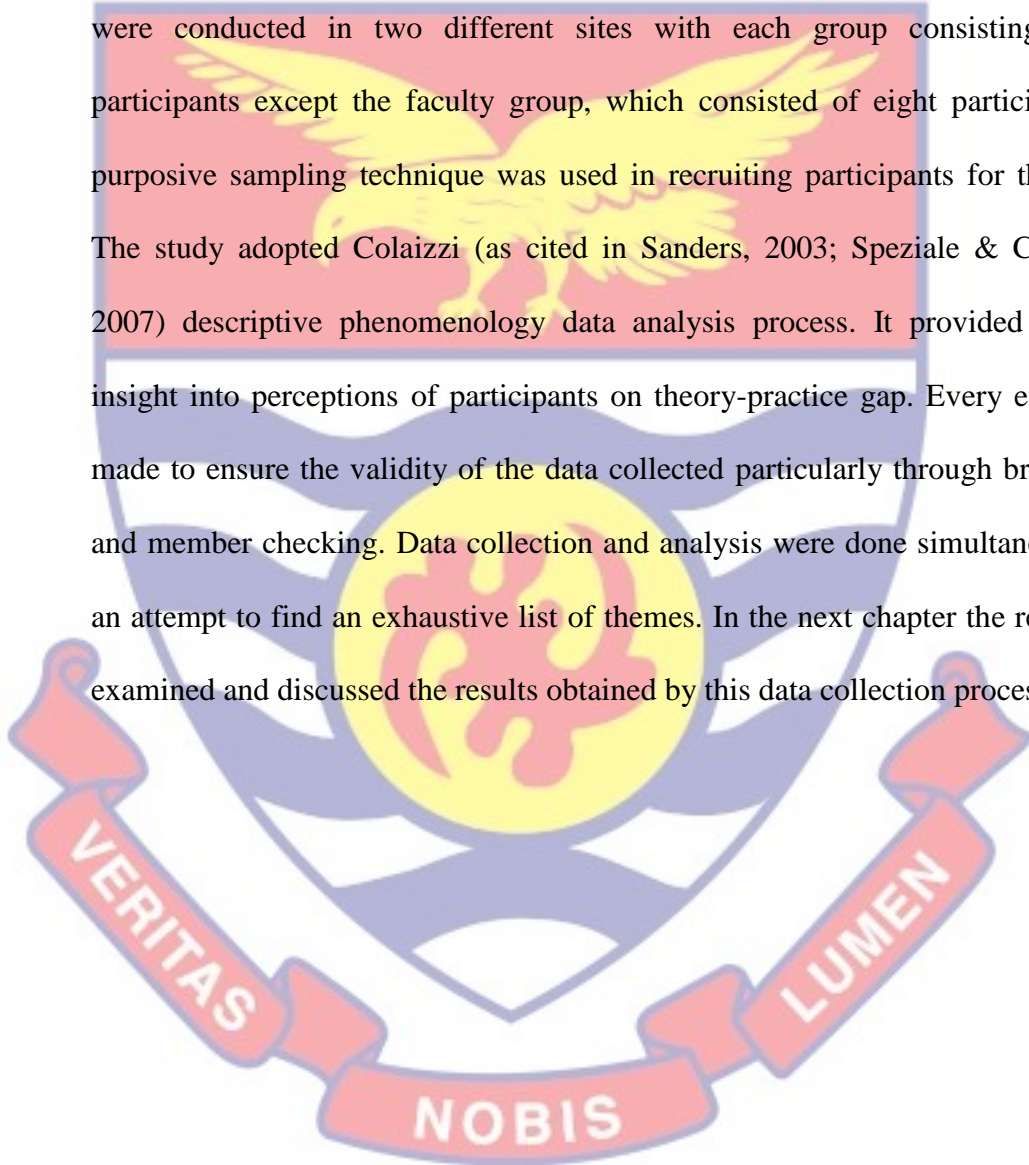 were conducted in two different sites with each group consisting
participants except the faculty group, which consisted of eight partici
purposive sampling technique was used in recruiting participants for th
The study adopted Colaizzi (as cited in Sanders, 2003; Speziale & C
2007) descriptive phenomenology data analysis process. It provided
insight into perceptions of participants on theory-practice gap. Every e
made to ensure the validity of the data collected particularly through br
and member checking. Data collection and analysis were done simultan
an attempt to find an exhaustive list of themes. In the next chapter the r
examined and discussed the results obtained by this data collection proces
VERITAS
NOBIS
LUMEN